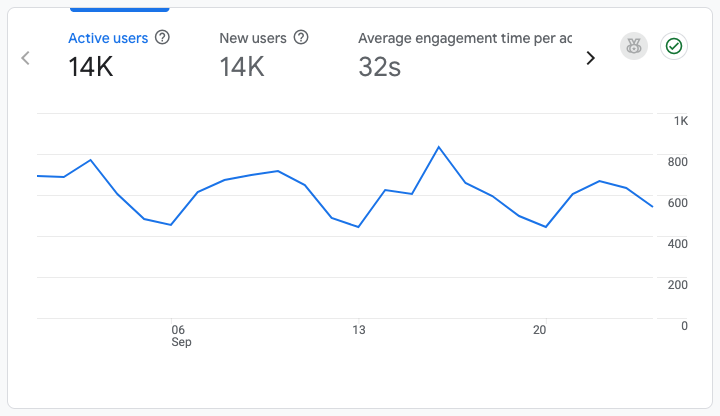 Active users
14K
New users
14K
Average engagement time per ac
32s
1K
800
600
400
200
0
06
Sep
13
20